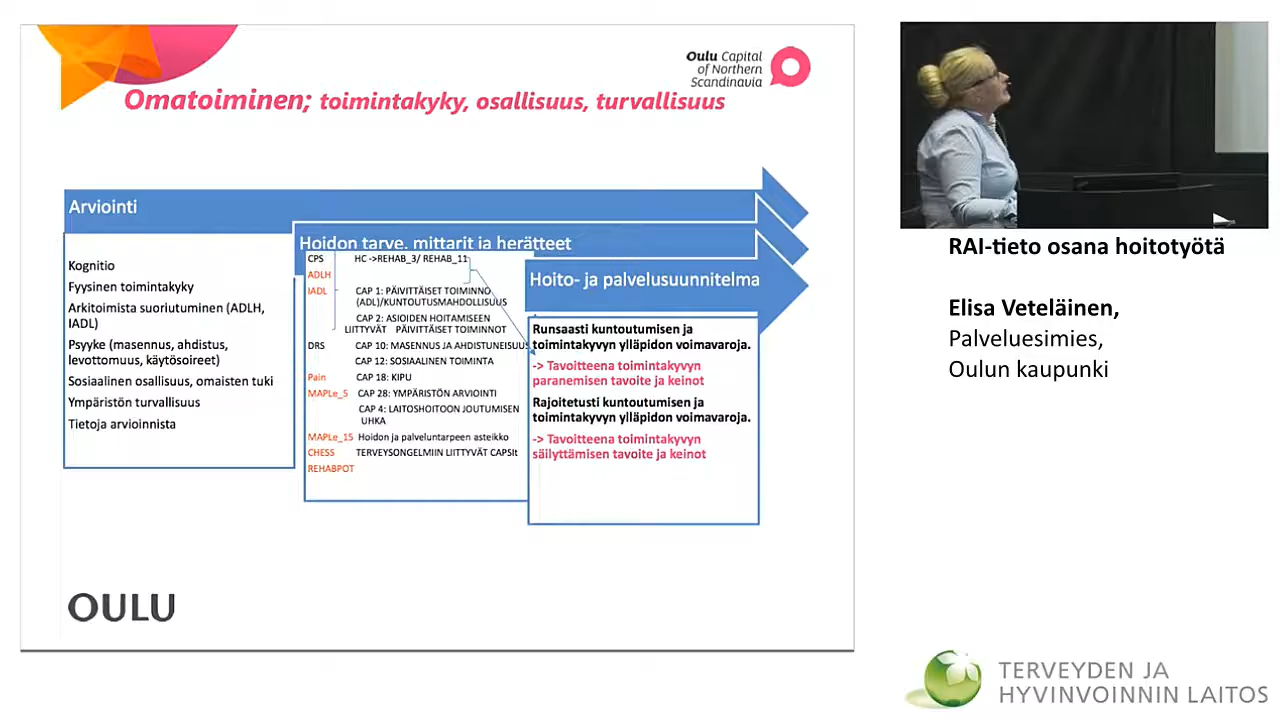 Oulu Capital
of Northern
Scandinavia
Omatoiminen; toimintakyky, osallisuus, turvallisuus
Arviointi
Kognitio
Fyysinen toimintakyky
Arkitoimista suoriutuminen (ADLH,
IADL)
Psyyke (masennus, ahdistus,
levottomuus, käytösoireet)
Sosiaalinen osallisuus, omaisten tuki
Ympäristön turvallisuus
Tietoja arvioinnista
Hoidon tarve, mittarit ja herätteet
CPS HC ->REHAB_3/ REHAB_11
ADLH
IADL CAP 1: PÄIVITTÄISET TOIMINNO
(ADL)/KUNTOUTUSMAHDOLLISUUS
CAP 2: ASIOIDEN HOITAMISEEN
LIITTYVÄT PÄIVITTÄISET TOIMINNOT
DRS CAP 10: MASENNUS JA AHDISTUNEISUUS
CAP 12: SOSIAALINEN TOIMINTA
Pain CAP 18: KIPU
MAPLe_5 CAP 28: YMPÄRISTÖN ARVIOINTI
CAP 4: LAITOSHOITOON JOUTUMISEN
UHKA
MAPLe_15 Hoidon ja palveluntarpeen asteikko
CHESS TERVEYSONGELMIIN LIITTYVÄT CAPSIt
REHABPOT
Hoito- ja palvelusuunnitelma
Runsaasti kuntoutumisen ja
toimintakyvyn ylläpidon voimavaroja.
-> Tavoitteena toimintakyvyn
paranemisen tavoite ja keinot
Rajoitetusti kuntoutumisen ja
toimintakyvyn ylläpidon voimavaroja.
-> Tavoitteena toimintakyvyn
säilyttämisen tavoite ja keinot
OULU
RAI-tieto osana hoitotyötä
Elisa Veteläinen,
Palveluesimies,
Oulun kaupunki
TERVEYDEN JA
HYVINVOINNIN LAITOS